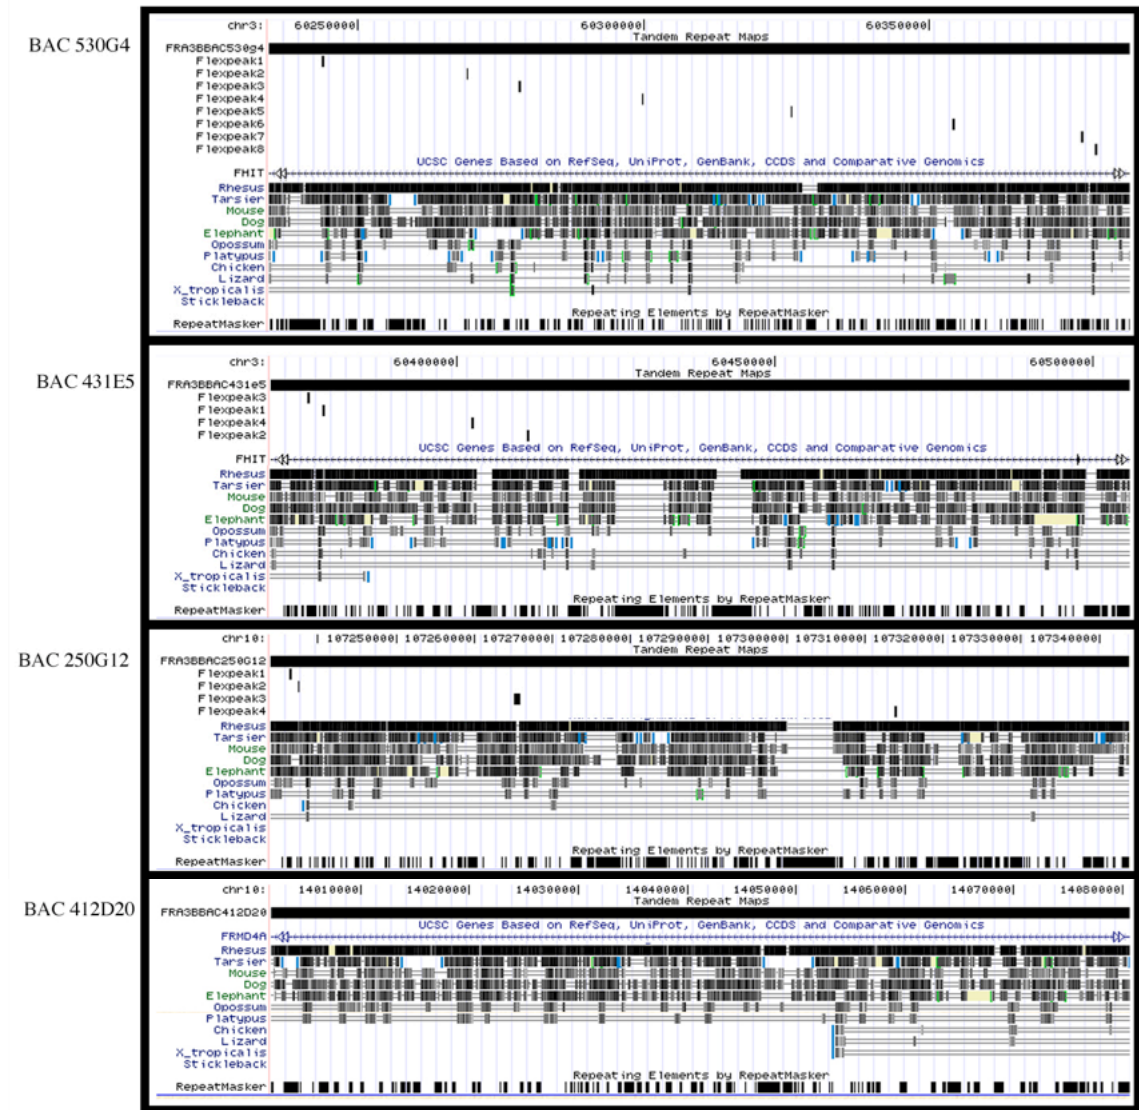 BAC 530G4
chr3: 60250000| 60300000| 60350000|
Tandem Repeat Maps
FRA3BBAC530g4
Flexpeak1
Flexpeak2
Flexpeak3
Flexpeak4
Flexpeak5
Flexpeak6
Flexpeak7
Flexpeak8
UCSC Genes Based on RefSeq, UniProt, GenBank, CCDS and Comparative Genomics
FHIT
Rhesus
Tarsier
Mouse
Dog
Elephant
Opossum
Platypus
Chicken
Lizard
X_tropicalis
Stickleback
Repeating Elements by RepeatMasker
RepeatMasker
BAC 431E5
chr3: 60400000| 60450000| 60500000|
Tandem Repeat Maps
FRA3BBAC431e5
Flexpeak3
Flexpeak1
Flexpeak4
Flexpeak2
UCSC Genes Based on RefSeq, UniProt, GenBank, CCDS and Comparative Genomics
FHIT
Rhesus
Tarsier
Mouse
Dog
Elephant
Opossum
Platypus
Chicken
Lizard
X_tropicalis
Stickleback
Repeating Elements by RepeatMasker
RepeatMasker
BAC 250G12
chr10: | 107250000| 107260000| 107270000| 107280000| 107290000| 107300000| 107310000| 107320000| 107330000| 107340000|
Tandem Repeat Maps
FRA3BBAC250G12
Flexpeak1
Flexpeak2
Flexpeak3
Flexpeak4
Rhesus
Tarsier
Mouse
Dog
Elephant
Opossum
Platypus
Chicken
Lizard
X_tropicalis
Stickleback
Repeating Elements by RepeatMasker
RepeatMasker
BAC 412D20
chr10: 14010000| 14020000| 14030000| 14040000| 14050000| 14060000| 14070000| 14080000|
Tandem Repeat Maps
FRA3BBAC412D20
UCSC Genes Based on RefSeq, UniProt, GenBank, CCDS and Comparative Genomics
FRMD4A
Rhesus
Tarsier
Mouse
Dog
Elephant
Opossum
Platypus
Chicken
Lizard
X_tropicalis
Stickleback
Repeating Elements by RepeatMasker
RepeatMasker